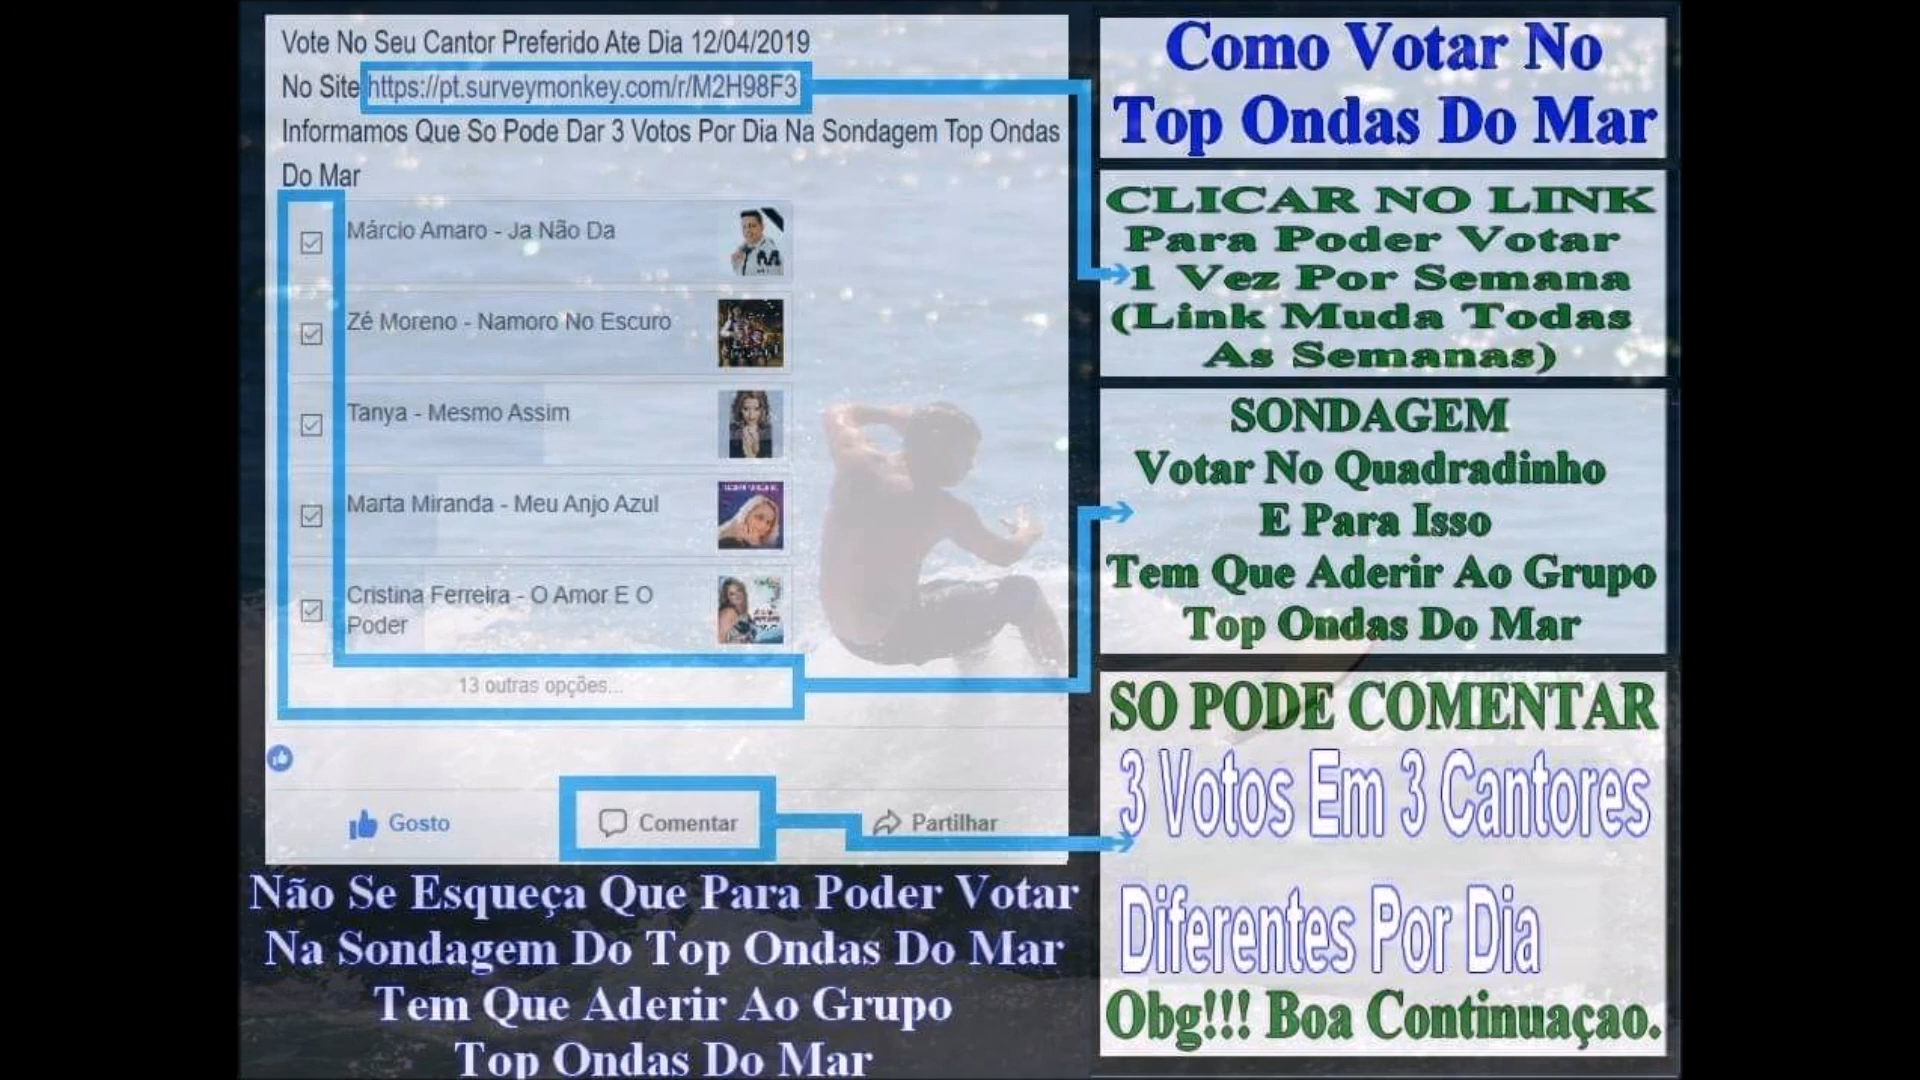 Vote No Seu Cantor Preferido Ate Dia 12/04/2019
No Site https://pt.surveymonkey.com/r/M2H98F3
Informamos Que So Pode Dar 3 Votos Por Dia Na Sondagem Top Ondas
Do Mar
Márcio Amaro - Ja Não Da
Zé Moreno - Namoro No Escuro
Tanya - Mesmo Assim
Marta Miranda - Meu Anjo Azul
Cristina Ferreira - O Amor E O
Poder
13 outras opções...
Gosto
Comentar
Partilhar
Não Se Esqueça Que Para Poder Votar
Na Sondagem Do Top Ondas Do Mar
Tem Que Aderir Ao Grupo
Top Ondas Do Mar
Como Votar No
Top Ondas Do Mar
CLICAR NO LINK
Para Poder Votar
1 Vez Por Semana
(Link Muda Todas
As Semanas)
SONDAGEM
Votar No Quadradinho
E Para Isso
Tem Que Aderir Ao Grupo
Top Ondas Do Mar
SO PODE COMENTAR
3 Votos Em 3 Cantores
Diferentes Por Dia
Obg!!! Boa Continuaçao.